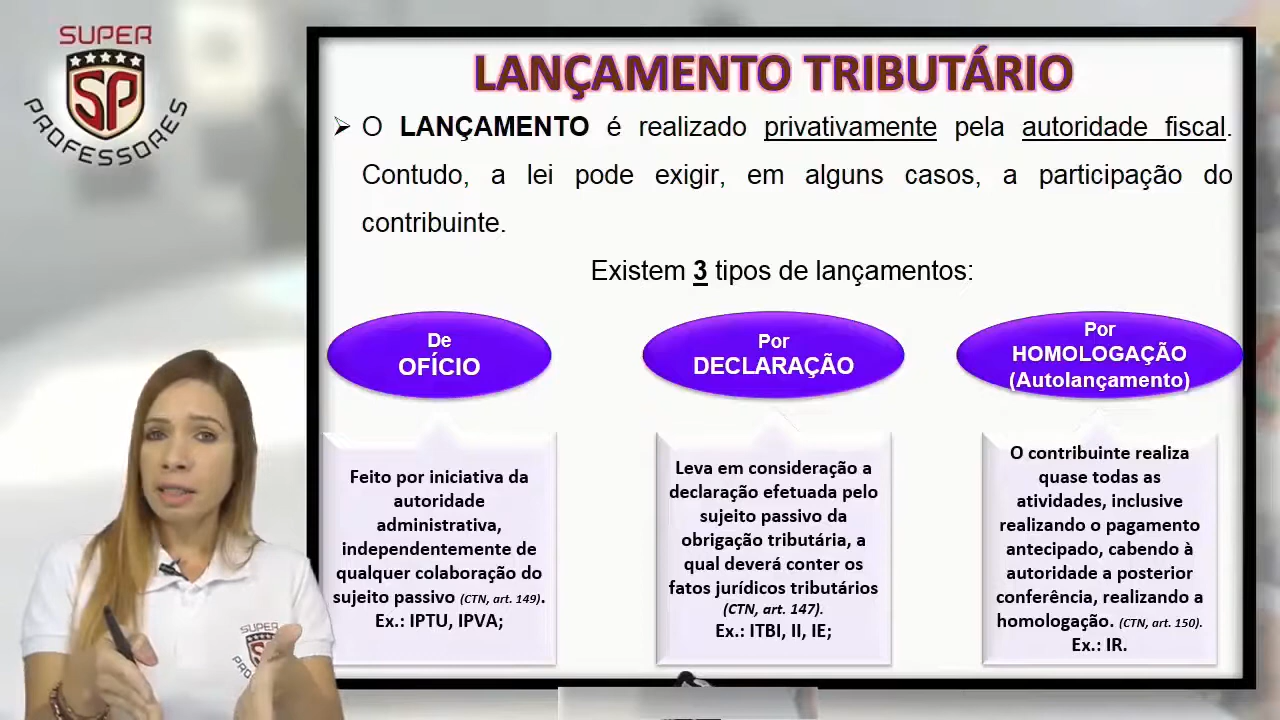 SUPER
SP
PROFESSORES
LANÇAMENTO TRIBUTÁRIO
➢ O LANÇAMENTO é realizado privativamente pela autoridade fiscal.
Contudo, a lei pode exigir, em alguns casos, a participação do
contribuinte.
Existem 3 tipos de lançamentos:
De
OFÍCIO
Feito por iniciativa da
autoridade
administrativa,
independentemente de
qualquer colaboração do
sujeito passivo (CTN, art. 149).
Ex.: IPTU, IPVA;
Por
DECLARAÇÃO
Leva em consideração a
declaração efetuada pelo
sujeito passivo da
obrigação tributária, a
qual deverá conter os
fatos jurídicos tributários
(CTN, art. 147).
Ex.: ITBI, II, IE;
Por
HOMOLOGAÇÃO
(Autolançamento)
O contribuinte realiza
quase todas as
atividades, inclusive
realizando o pagamento
antecipado, cabendo à
autoridade a posterior
conferência, realizando a
homologação. (CTN, art. 150).
Ex.: IR.
SUPER
SP